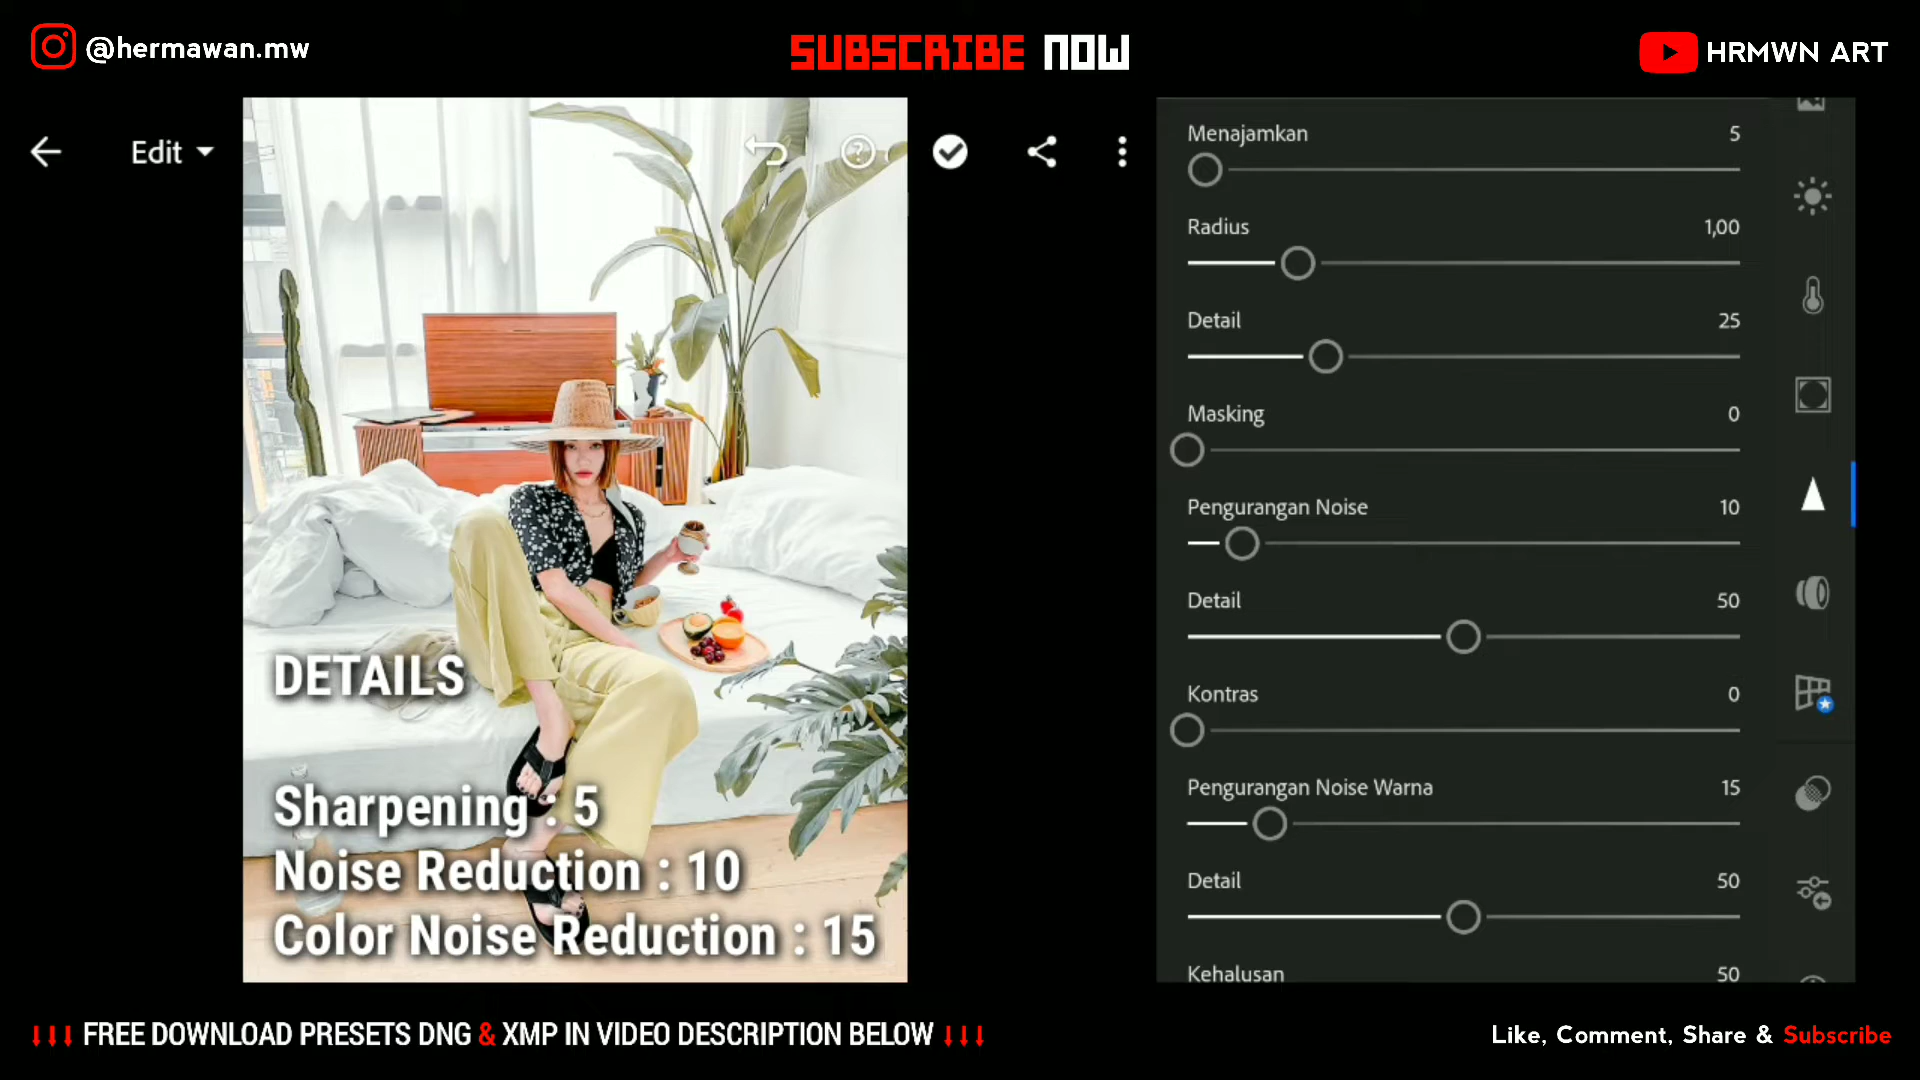 @hermawan.mw
SUBSCRIBE NOW
HRMWN ART
Edit
DETAILS
Sharpening : 5
Noise Reduction : 10
Color Noise Reduction : 15
Menajamkan 5
Radius 1,00
Detail 25
Masking 0
Pengurangan Noise 10
Detail 50
Kontras 0
Pengurangan Noise Warna 15
Detail 50
Kehalusan 50
↓↓↓ FREE DOWNLOAD PRESETS DNG & XMP IN VIDEO DESCRIPTION BELOW ↓↓↓
Like, Comment, Share & Subscribe